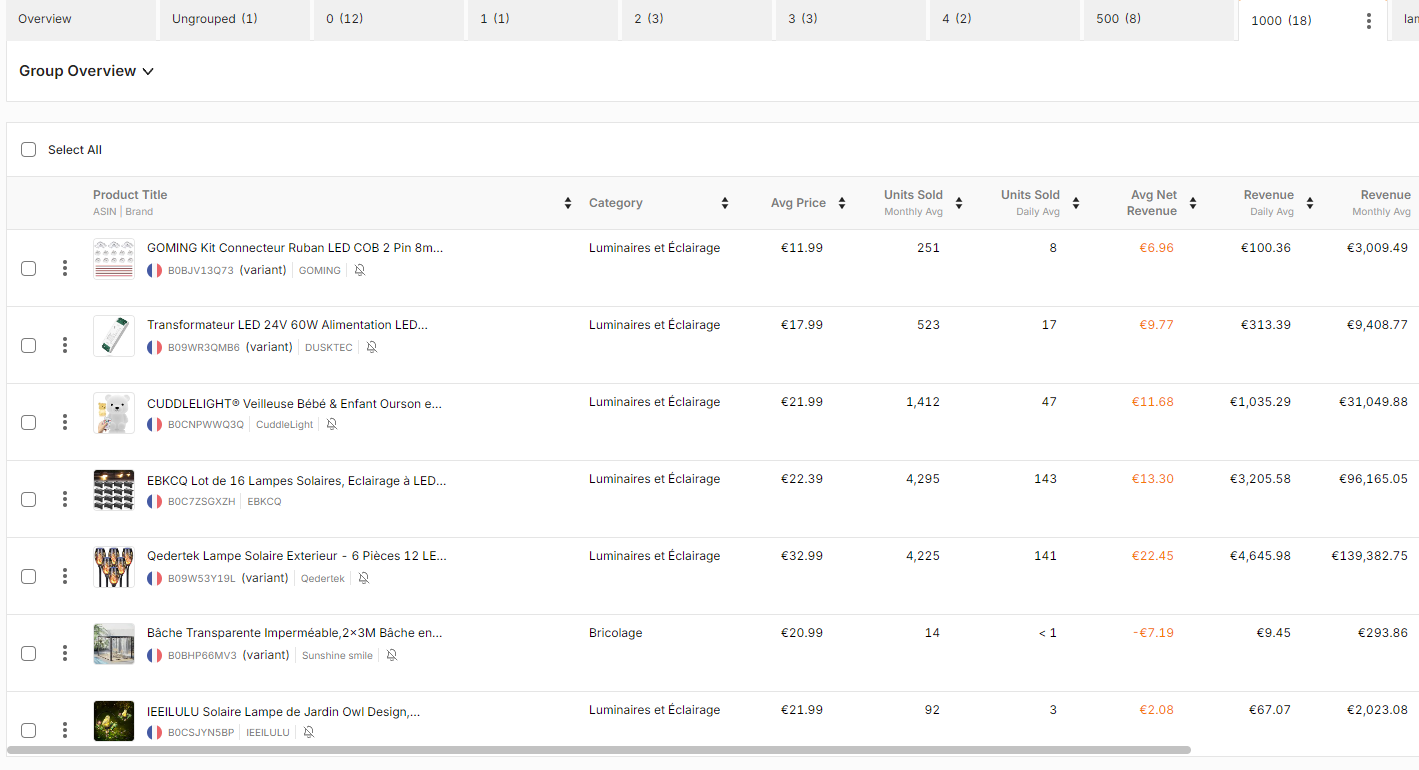 Overview
Ungrouped (1)
0 (12)
1 (1)
2 (3)
3 (3)
4 (2)
500 (8)
1000 (18)
Group Overview
Select All
Product Title
ASIN | Brand
Category
Avg Price
Units Sold
Monthly Avg
Units Sold
Daily Avg
Avg Net
Revenue
Revenue
Daily Avg
Revenue
Monthly Avg
GOMING Kit Connecteur Ruban LED COB 2 Pin 8m... Luminaires et Éclairage €11.99 251 8 €6.96 €100.36 €3,009.49
B0BJV13Q73 (variant) GOMING
Transformateur LED 24V 60W Alimentation LED... Luminaires et Éclairage €17.99 523 17 €9.77 €313.39 €9,408.77
B09WR3QMB6 (variant) DUSKTEC
CUDDLELIGHT® Veilleuse Bébé & Enfant Ourson e... Luminaires et Éclairage €21.99 1,412 47 €11.68 €1,035.29 €31,049.88
B0CNPWWQ3Q CuddleLight
EBKCQ Lot de 16 Lampes Solaires, Eclairage à LED... Luminaires et Éclairage €22.39 4,295 143 €13.30 €3,205.58 €96,165.05
B0C7ZSGXZH EBKCQ
Qedertek Lampe Solaire Exterieur - 6 Pièces 12 LE... Luminaires et Éclairage €32.99 4,225 141 €22.45 €4,645.98 €139,382.75
B09W53Y19L (variant) Qedertek
Bâche Transparente Imperméable,2×3M Bâche en... Bricolage €20.99 14 < 1 -€7.19 €9.45 €293.86
B0BHP66MV3 (variant) Sunshine smile
IEEILULU Solaire Lampe de Jardin Owl Design,... Luminaires et Éclairage €21.99 92 3 €2.08 €67.07 €2,023.08
B0CSJYN5BP IEEILULU